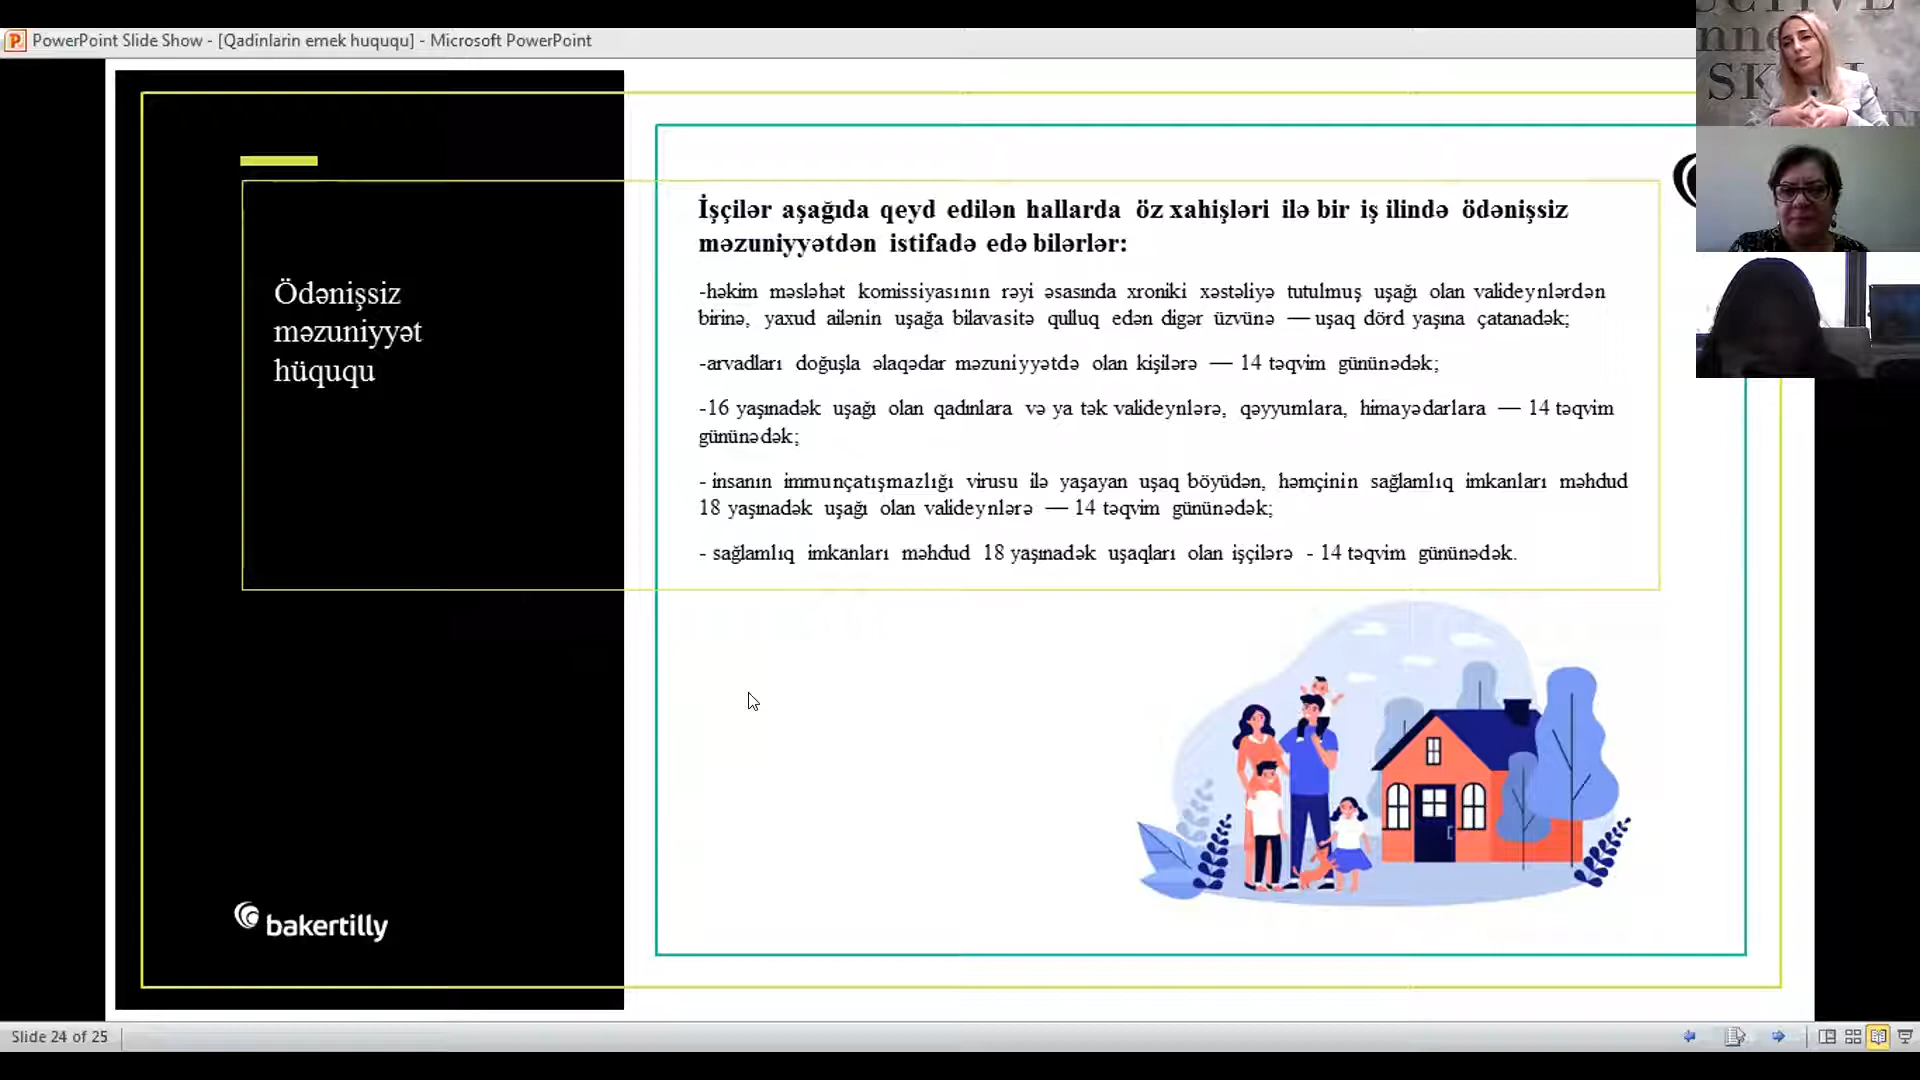 PowerPoint Slide Show - [Qadinlarin emek huququ] - Microsoft PowerPoint
Ödənişsiz
məzuniyyət
hüququ
İşçilər aşağıda qeyd edilən hallarda öz xahişləri ilə bir iş ilində ödənişsiz
məzuniyyətdən istifadə edə bilərlər:
-həkim məsləhət komissiyasının rəyi əsasında xroniki xəstəliyə tutulmuş uşağı olan valideynlərdən
birinə, yaxud ailənin uşağa bilavasitə qulluq edən digər üzvünə — uşaq dörd yaşına çatanadək;
-arvadları doğuşla əlaqədar məzuniyyətdə olan kişilərə — 14 təqvim gününədək;
-16 yaşınadək uşağı olan qadınlara və ya tək valideynlərə, qəyyumlara, himayədarlara — 14 təqvim
gününədək;
- insanın immunçatışmazlığı virusu ilə yaşayan uşaq böyüdən, həmçinin sağlamlıq imkanları məhdud
18 yaşınadək uşağı olan valideynlərə — 14 təqvim gününədək;
- sağlamlıq imkanları məhdud 18 yaşınadək uşaqları olan işçilərə - 14 təqvim gününədək.
bakertilly
Slide 24 of 25